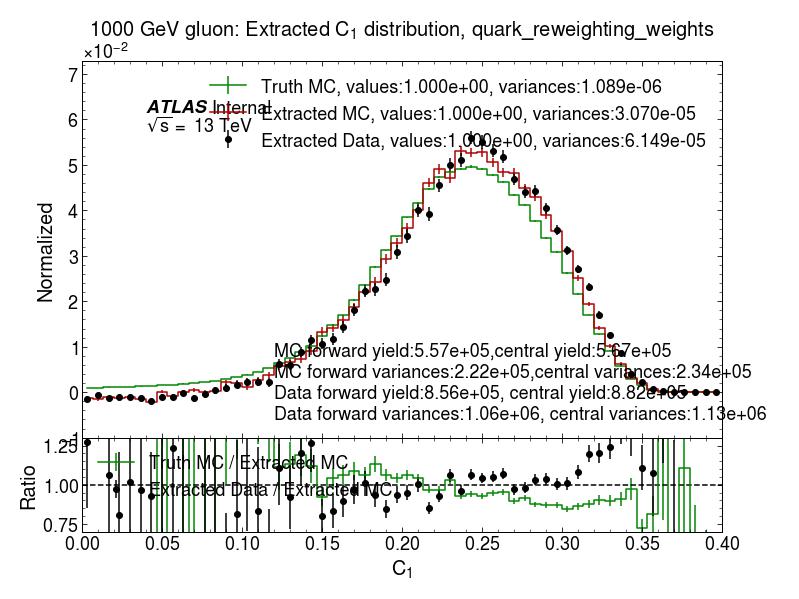 1000 GeV gluon: Extracted C1 distribution, quark_reweighting_weights
×10−2
Truth MC, values:1.000e+00, variances:1.089e-06
ATLAS Internal
Extracted MC, values:1.000e+00, variances:3.070e-05
√s = 13 TeV
Extracted Data, values:1.000e+00, variances:6.149e-05
7
6
5
4
3
2
1
0
−1
Normalized
MC forward yield:5.57e+05,central yield:5.67e+05
MC forward variances:2.22e+05,central variances:2.34e+05
Data forward yield:8.56e+05, central yield:8.82e+05
Data forward variances:1.06e+06, central variances:1.13e+06
1.25
1.00
0.75
Ratio
Truth MC / Extracted MC
Extracted Data / Extracted MC
0.00 0.05 0.10 0.15 0.20 0.25 0.30 0.35 0.40
C1